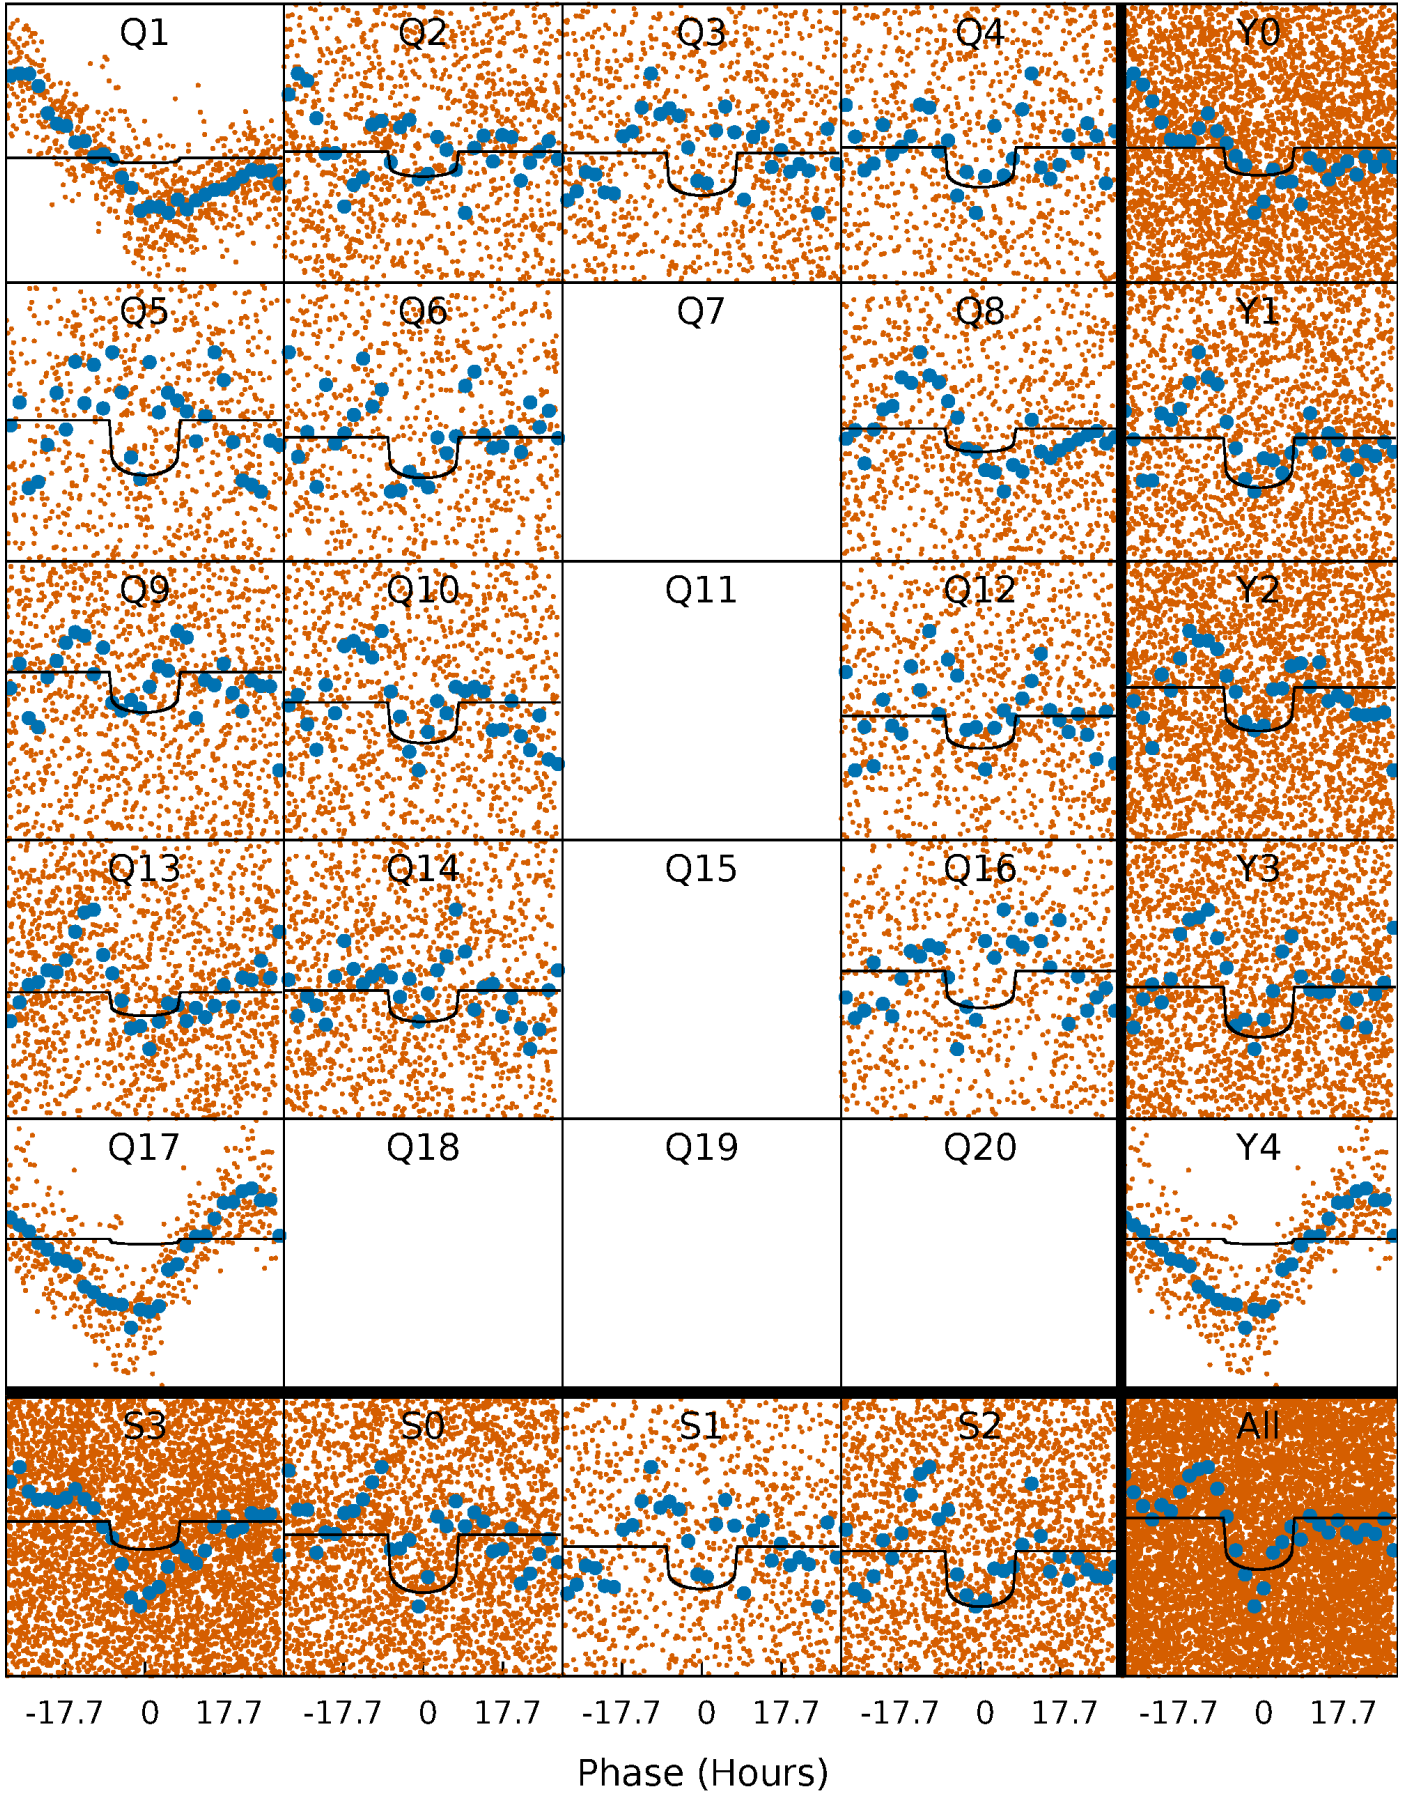 Q1 Q2 Q3 Q4 Y0
Q5 Q6 Q7 Q8 Y1
Q9 Q10 Q11 Q12 Y2
Q13 Q14 Q15 Q16 Y3
Q17 Q18 Q19 Q20 Y4
S3 S0 S1 S2 All
-17.7 0 17.7 -17.7 0 17.7 -17.7 0 17.7 -17.7 0 17.7 -17.7 0 17.7
Phase (Hours)